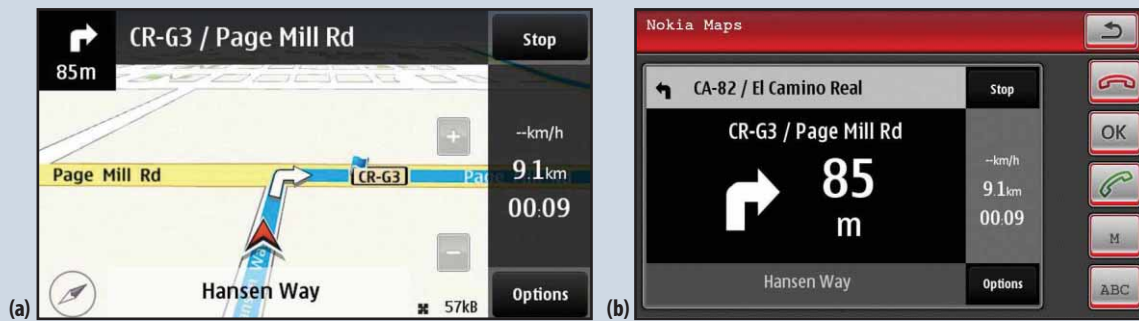 CR-G3 / Page Mill Rd
Stop
85m
--km/h
9.1km
00:09
Page Mill Rd
CR-G3
Hansen Way
57kB
Options
(a)
Nokia Maps
CA-82 / El Camino Real
Stop
CR-G3 / Page Mill Rd
85
m
--km/h
9.1km
00:09
Hansen Way
Options
OK
M
ABC
(b)